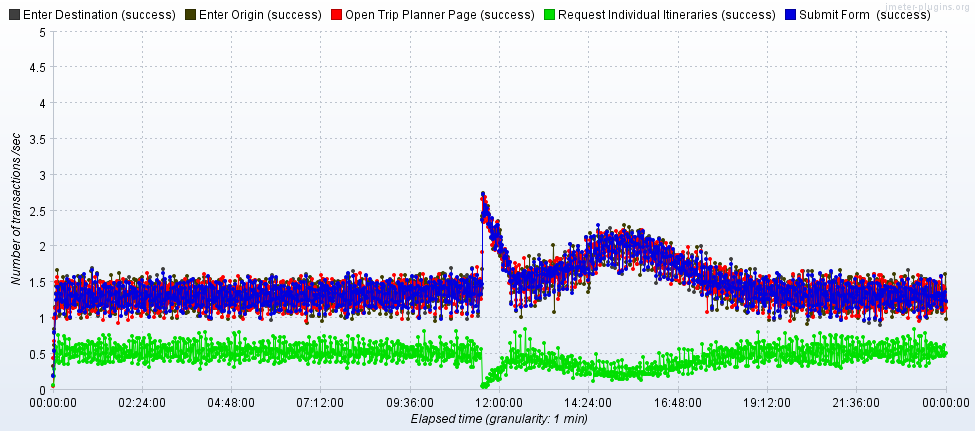 jmeter-plugins.org
Enter Destination (success) Enter Origin (success) Open Trip Planner Page (success) Request Individual Itineraries (success) Submit Form (success)
5
4.5
4
3.5
3
2.5
2
1.5
1
0.5
0
Number of transactions /sec
00:00:00 02:24:00 04:48:00 07:12:00 09:36:00 12:00:00 14:24:00 16:48:00 19:12:00 21:36:00 00:00:00
Elapsed time (granularity: 1 min)